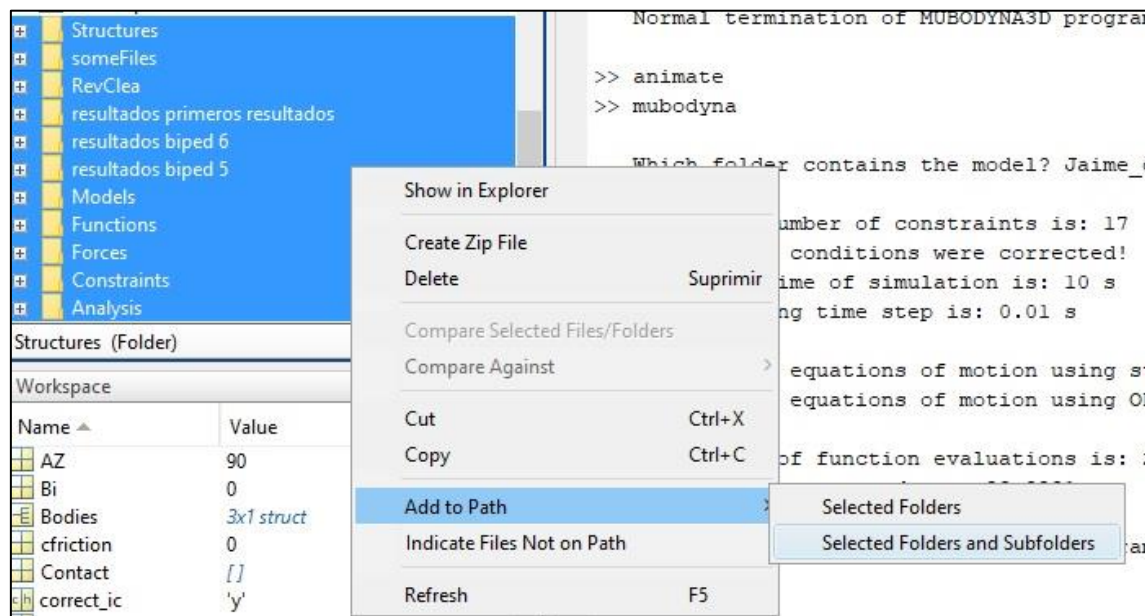 Structures
someFiles
RevClea
resultados primeros resultados
resultados biped 6
resultados biped 5
Models
Functions
Forces
Constraints
Analysis
Structures (Folder)
Workspace
Name Value
AZ 90
Bi 0
Bodies 3x1 struct
cfriction 0
Contact []
correct_ic 'y'
Show in Explorer
Create Zip File
Delete Suprimir
Compare Selected Files/Folders
Compare Against
Cut Ctrl+X
Copy Ctrl+C
Add to Path
Indicate Files Not on Path
Refresh F5
Selected Folders
Selected Folders and Subfolders
Normal termination of MUBODYNA3D
>> animate
>> mubodyna
Which folder contains the model?
of constraints is: 17
conditions were corrected!
of simulation is: 10 s
time step is: 0.01 s
equations of motion using
equations of motion using
of function evaluations is: